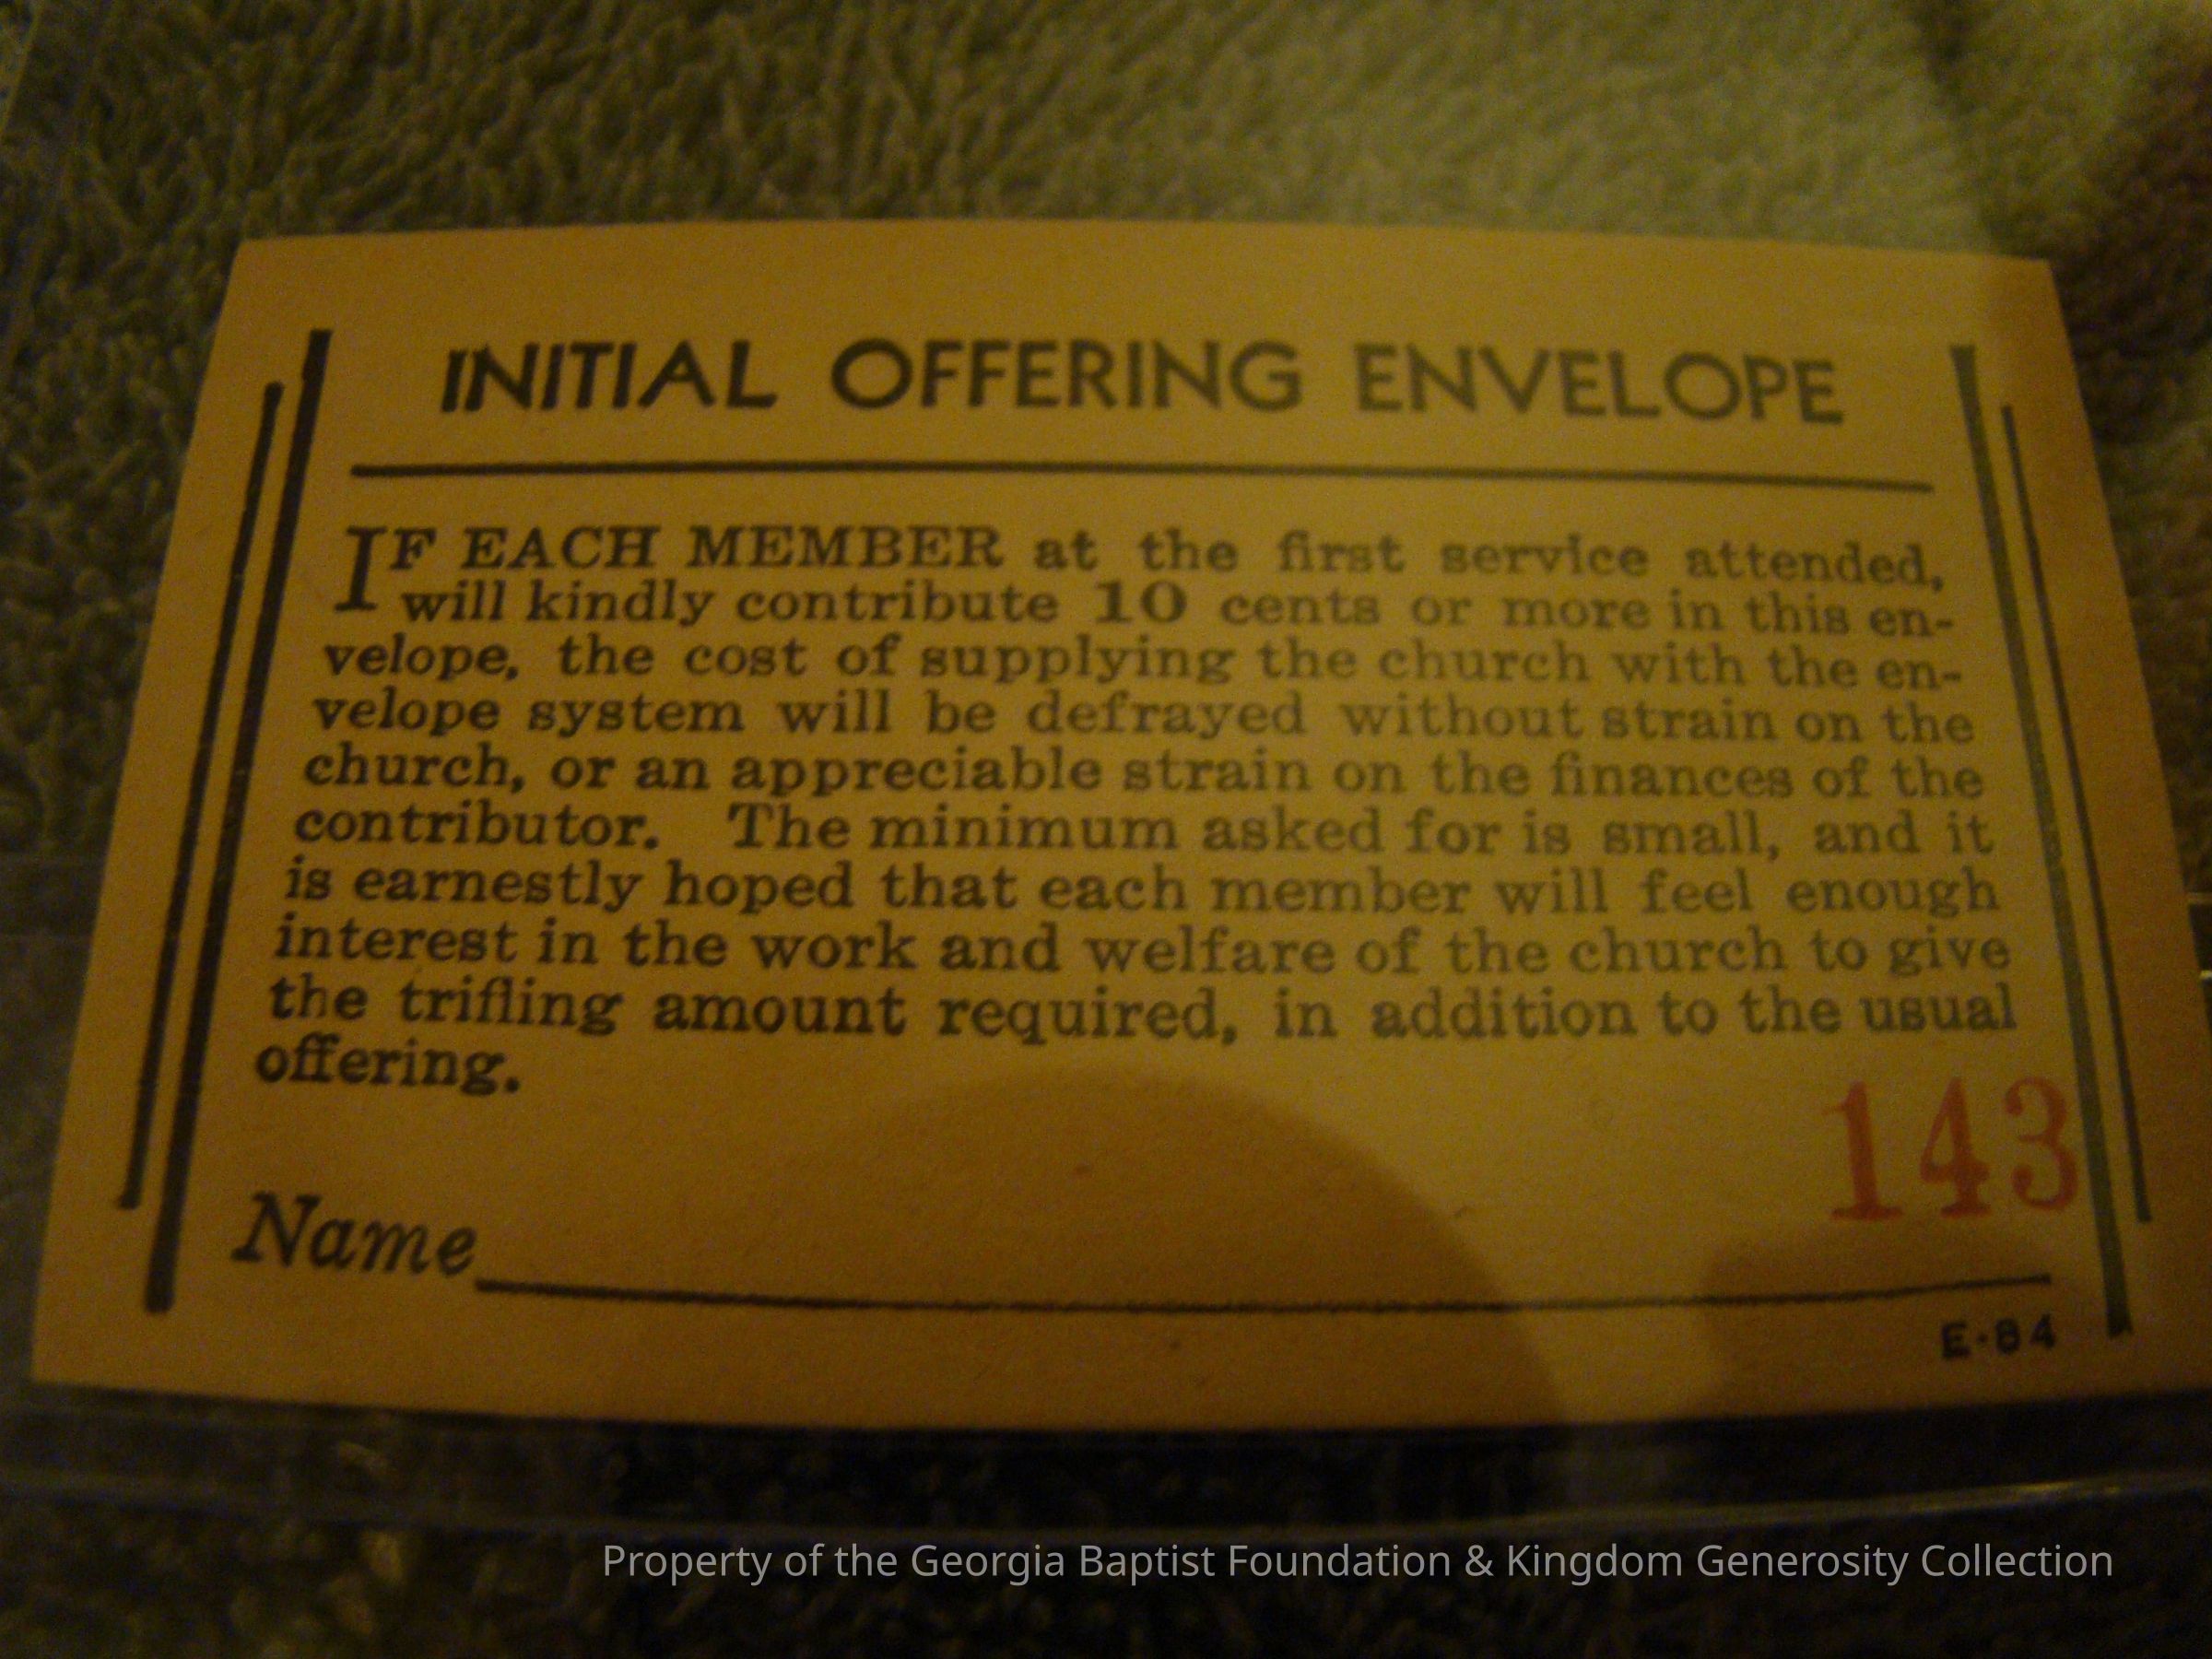 INITIAL OFFERING ENVELOPE
IF EACH MEMBER at the first service attended,
will kindly contribute 10 cents or more in this en-
velope, the cost of supplying the church with the en-
velope system will be defrayed without strain on the
church, or an appreciable strain on the finances of the
contributor. The minimum asked for is small, and it
is earnestly hoped that each member will feel enough
interest in the work and welfare of the church to give
the trifling amount required, in addition to the usual
offering.
143
Name
E-84
Property of the Georgia Baptist Foundation & Kingdom Generosity Collection